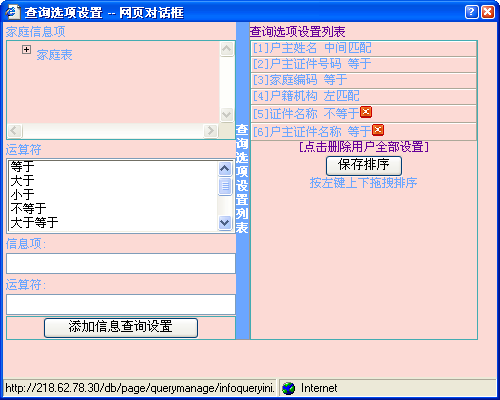 查询选项设置 -- 网页对话框
家庭信息项
家庭表
运算符
等于
大于
小于
不等于
大于等于
信息项:
运算符:
添加信息查询设置
查询选项设置列表
查询选项设置列表
[1]户主姓名 中间匹配
[2]户主证件号码 等于
[3]家庭编码 等于
[4]户籍机构 左匹配
[5]证件名称 不等于
[6]户主证件名称 等于
[点击删除用户全部设置]
保存排序
按左键上下拖拽排序
http://218.62.78.30/db/page/querymanage/infoqueryini.
Internet